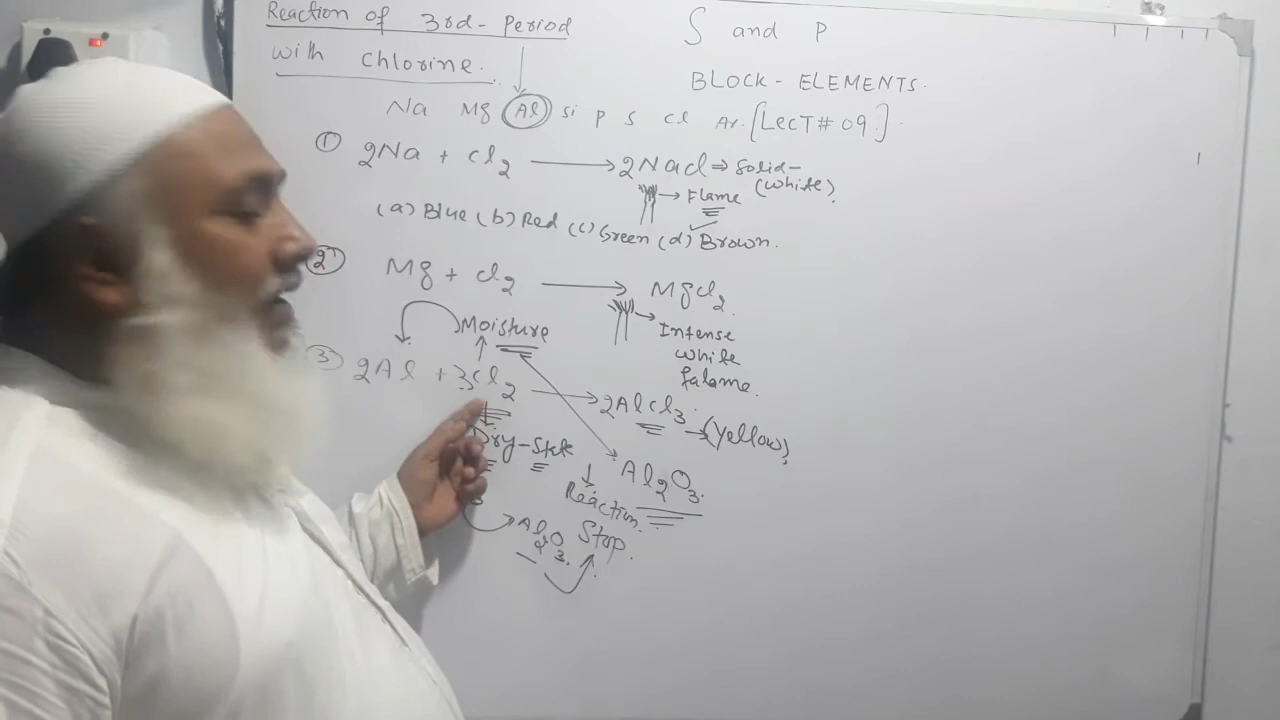 Reaction of 3rd-Period
with Chlorine.
S and P
BLOCK-ELEMENTS.
Na Mg Al Si P S Cl Ar. [LecT# 09.]
① 2Na + Cl2 → 2NaCl ⇒ Solid-
(White)
→ Flame
(a) Blue (b) Red (c) Green (d) Brown.
② Mg + Cl2 → MgCl2.
→ Intense
white
falame.
Moisture
③ 2Al + 3Cl2 → 2AlCl3. → (Yellow)
Dry-State
Al2O3.
Reaction.
Stop.
Al2O3.